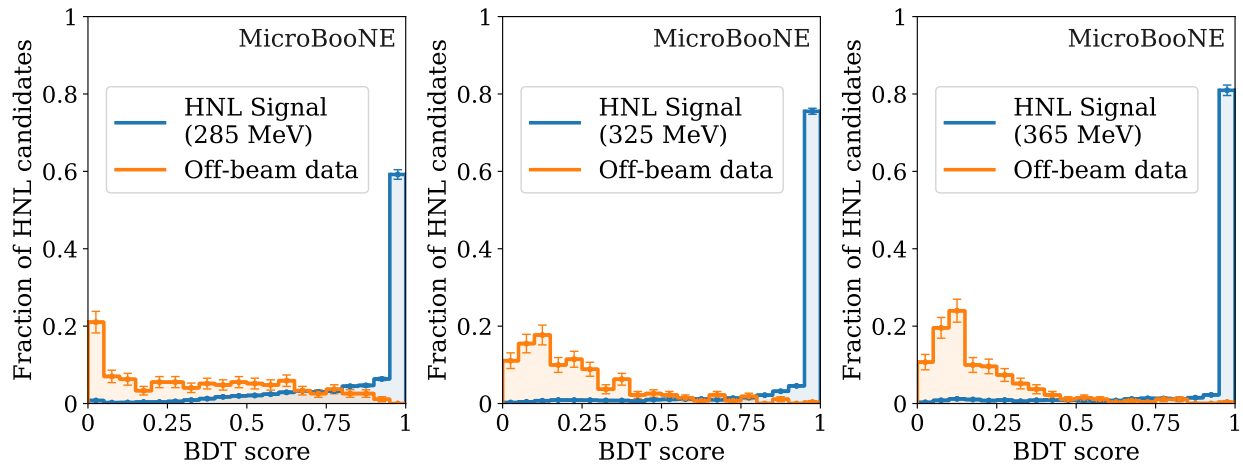 MicroBooNE
HNL Signal
(285 MeV)
Off-beam data
Fraction of HNL candidates
1
0.8
0.6
0.4
0.2
0
0 0.25 0.5 0.75 1
BDT score
MicroBooNE
HNL Signal
(325 MeV)
Off-beam data
Fraction of HNL candidates
1
0.8
0.6
0.4
0.2
0
0 0.25 0.5 0.75 1
BDT score
MicroBooNE
HNL Signal
(365 MeV)
Off-beam data
Fraction of HNL candidates
1
0.8
0.6
0.4
0.2
0
0 0.25 0.5 0.75 1
BDT score